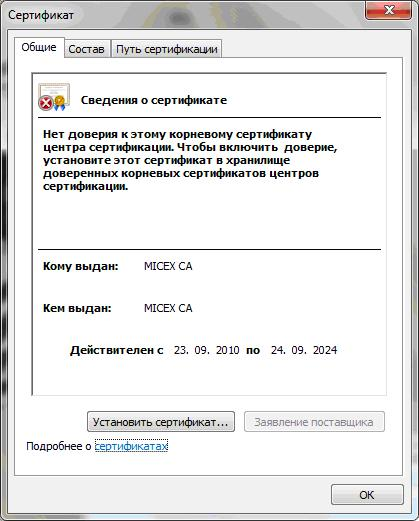 Сертификат
Общие Состав Путь сертификации
Сведения о сертификате
Нет доверия к этому корневому сертификату
центра сертификации. Чтобы включить доверие,
установите этот сертификат в хранилище
доверенных корневых сертификатов центров
сертификации.
Кому выдан: MICEX CA
Кем выдан: MICEX CA
Действителен с 23. 09. 2010 по 24. 09. 2024
Установить сертификат... Заявление поставщика
Подробнее о сертификатах
OK